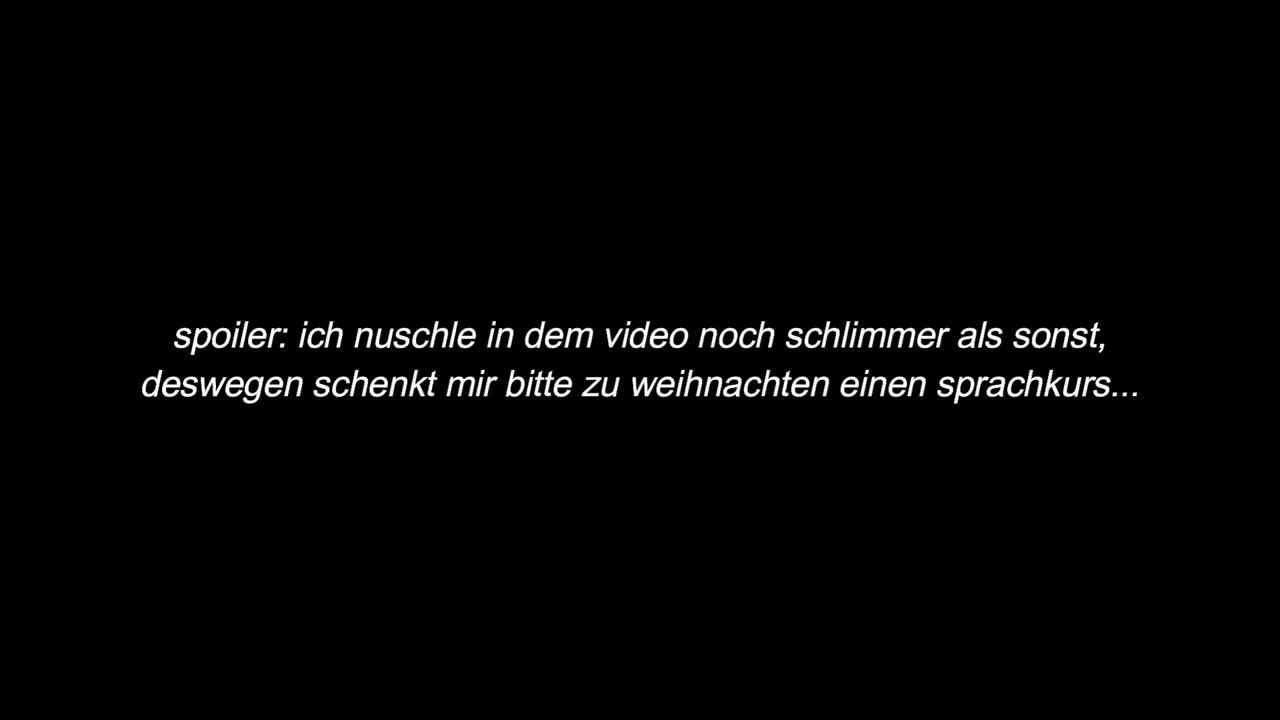 spoiler: ich nuschle in dem video noch schlimmer als sonst,
deswegen schenkt mir bitte zu weihnachten einen sprachkurs...